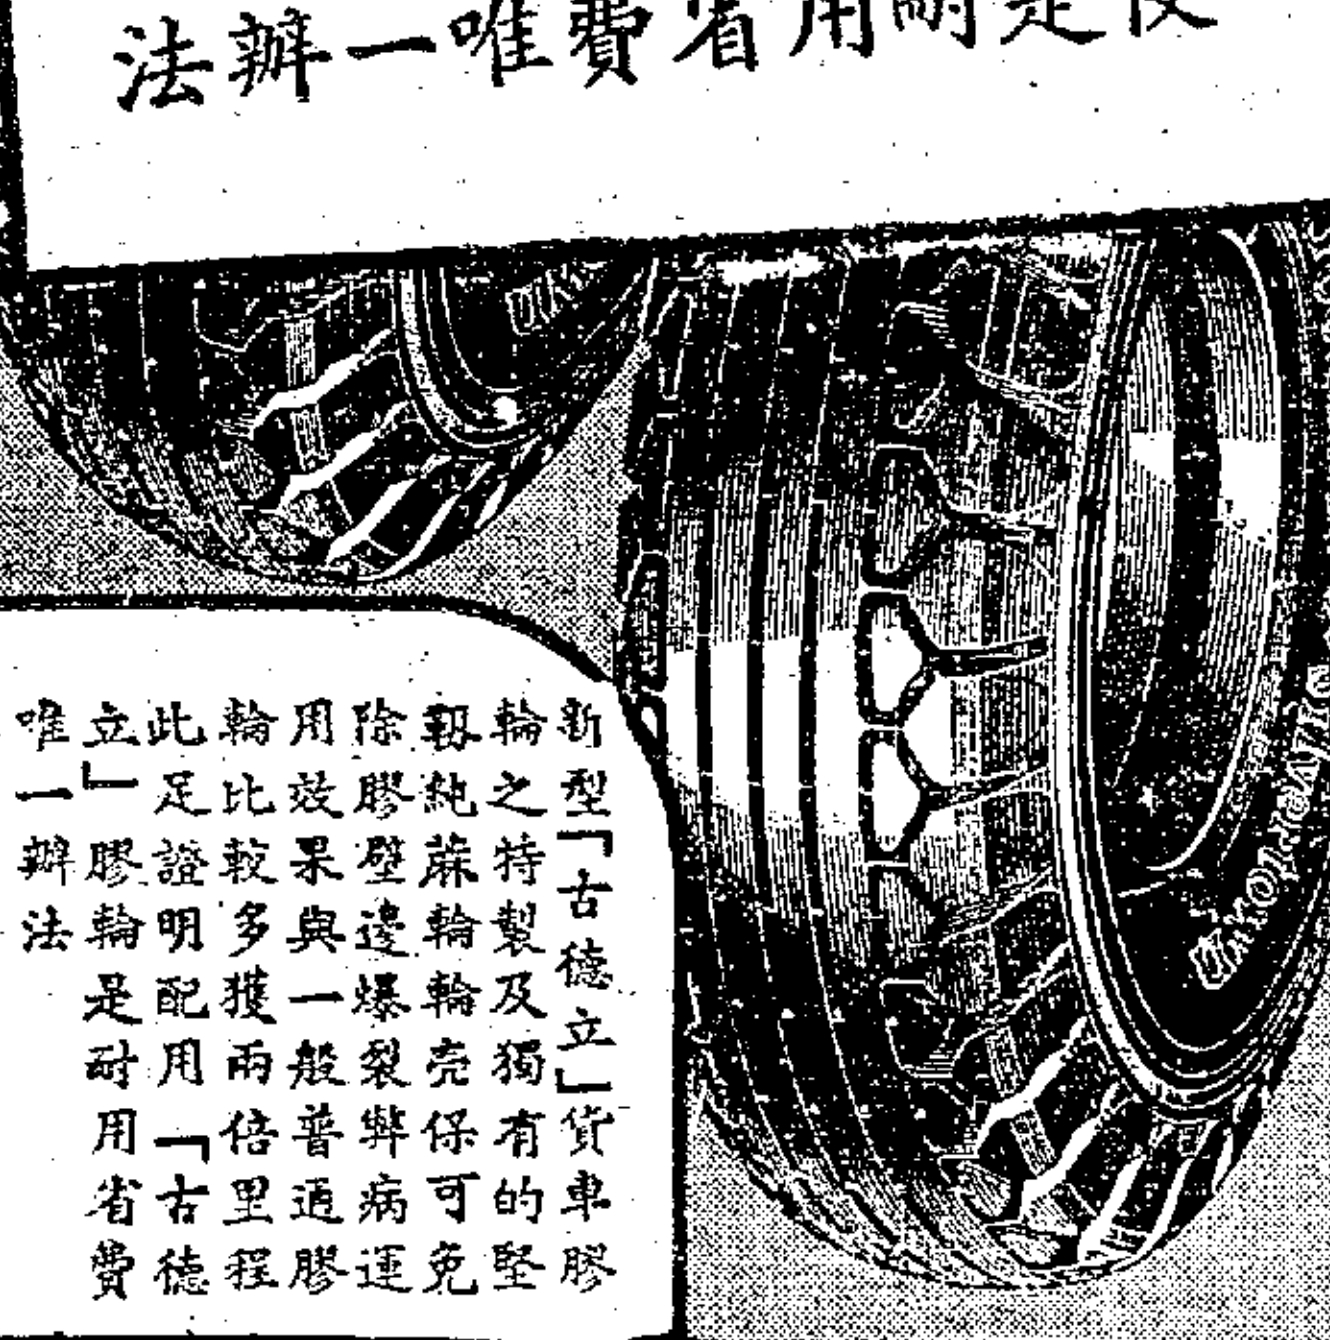 是耐用省費唯一辦法
新型「古德立」貨車膠
輪之特製及獨有的堅
韌純蔴輪輪壳保可免
除膠壁邊爆裂弊病運
用效果與一般普通膠
輪比較多獲兩倍里程
此足證明配用「古德
立」膠輪是耐用省費
唯一辦法